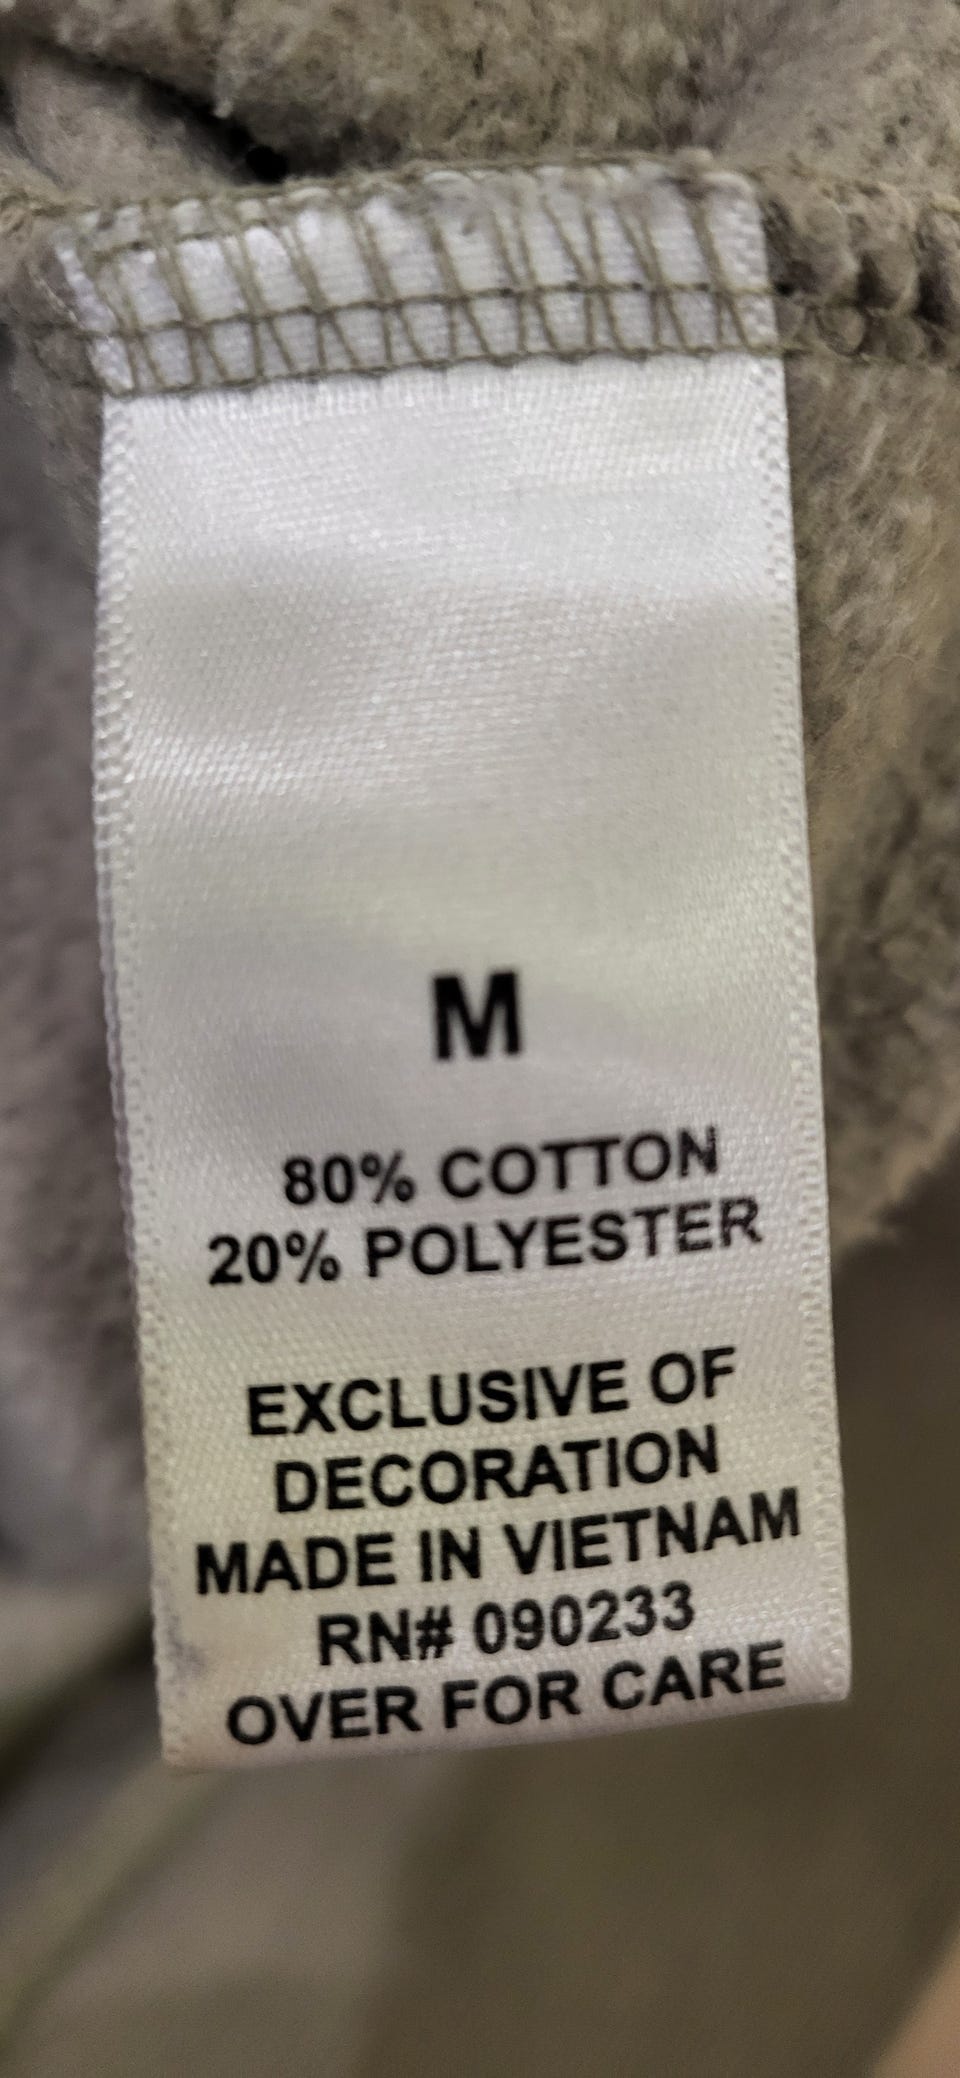 M
80% COTTON
20% POLYESTER
EXCLUSIVE OF
DECORATION
MADE IN VIETNAM
RN# 090233
OVER FOR CARE